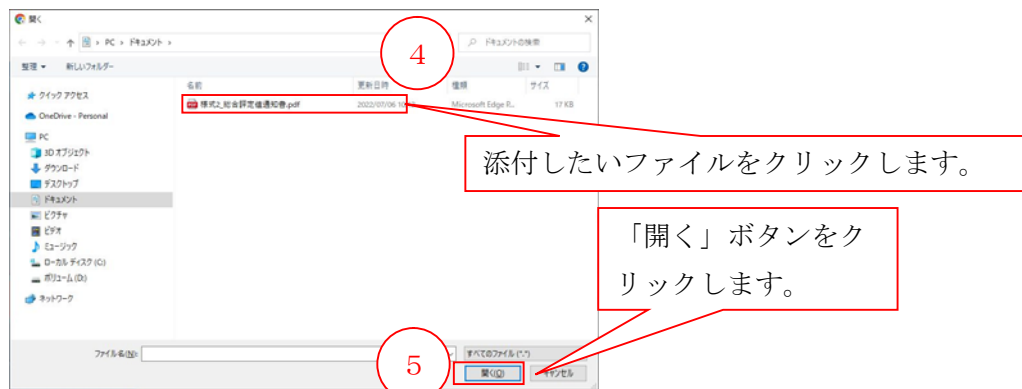 開く
PC › ドキュメント ›
ドキュメントの検索
整理
新しいフォルダー
名前
更新日時
種類
サイズ
様式2_総合評定値通知書.pdf
2022/07/06 10
Microsoft Edge P...
17 KB
クイック アクセス
OneDrive - Personal
PC
3D オブジェクト
ダウンロード
デスクトップ
ドキュメント
ピクチャ
ビデオ
ミュージック
ローカル ディスク (C:)
ボリューム (D:)
ネットワーク
4
添付したいファイルをクリックします。
「開く」ボタンをク
リックします。
ファイル名(N):
すべてのファイル (*.*)
5
開く(O)
キャンセル